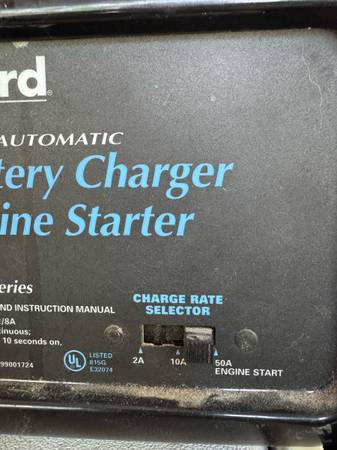 rd
AUTOMATIC
tery Charger
ine Starter
eries
ND INSTRUCTION MANUAL
/8A
tinuous;
10 seconds on.
99001724
UL
LISTED
815G
E32074
CHARGE RATE
SELECTOR
2A
10A
50A
ENGINE START